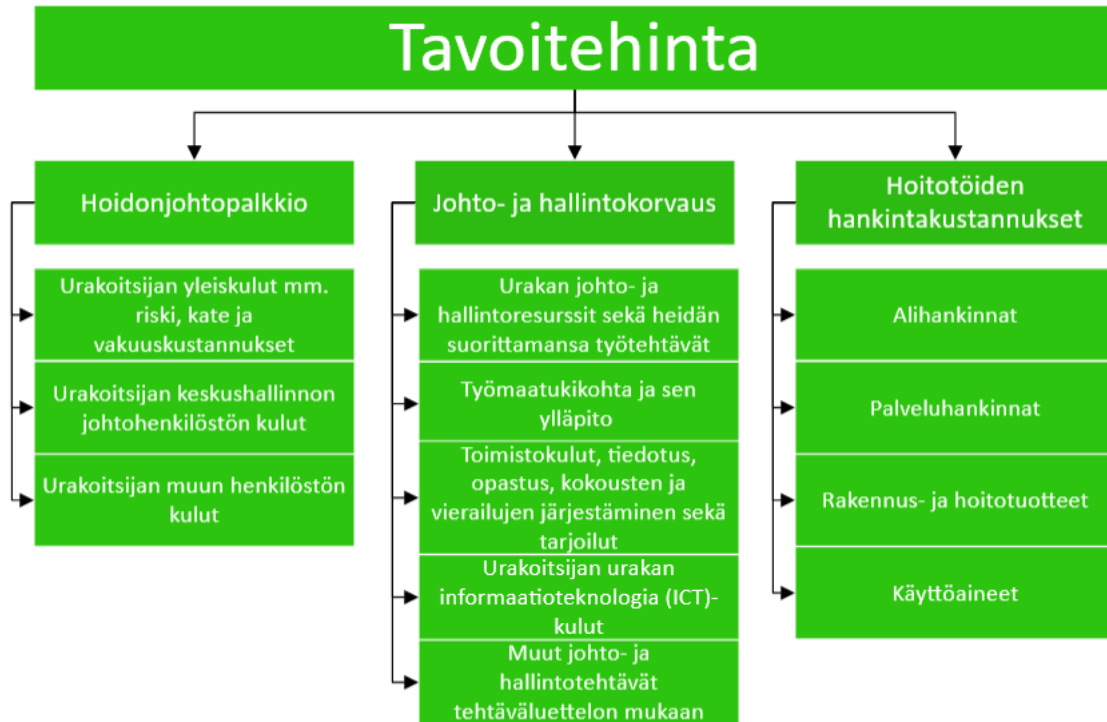 Tavoitehinta
Hoidonjohtopalkkio
Urakoitsijan yleiskulut mm.
riski, kate ja
vakuuskustannukset
Urakoitsijan keskushallinnon
johtohenkilöstön kulut
Urakoitsijan muun henkilöstön
kulut
Johto- ja hallintokorvaus
Urakan johto- ja
hallintoresurssit sekä heidän
suorittamansa työtehtävät
Työmaatukikohta ja sen
ylläpito
Toimistokulut, tiedotus,
opastus, kokousten ja
vierailujen järjestäminen sekä
tarjoilut
Urakoitsijan urakan
informaatioteknologia (ICT)-
kulut
Muut johto- ja
hallintotehtävät
tehtäväluettelon mukaan
Hoitotöiden
hankintakustannukset
Alihankinnat
Palveluhankinnat
Rakennus- ja hoitotuotteet
Käyttöaineet